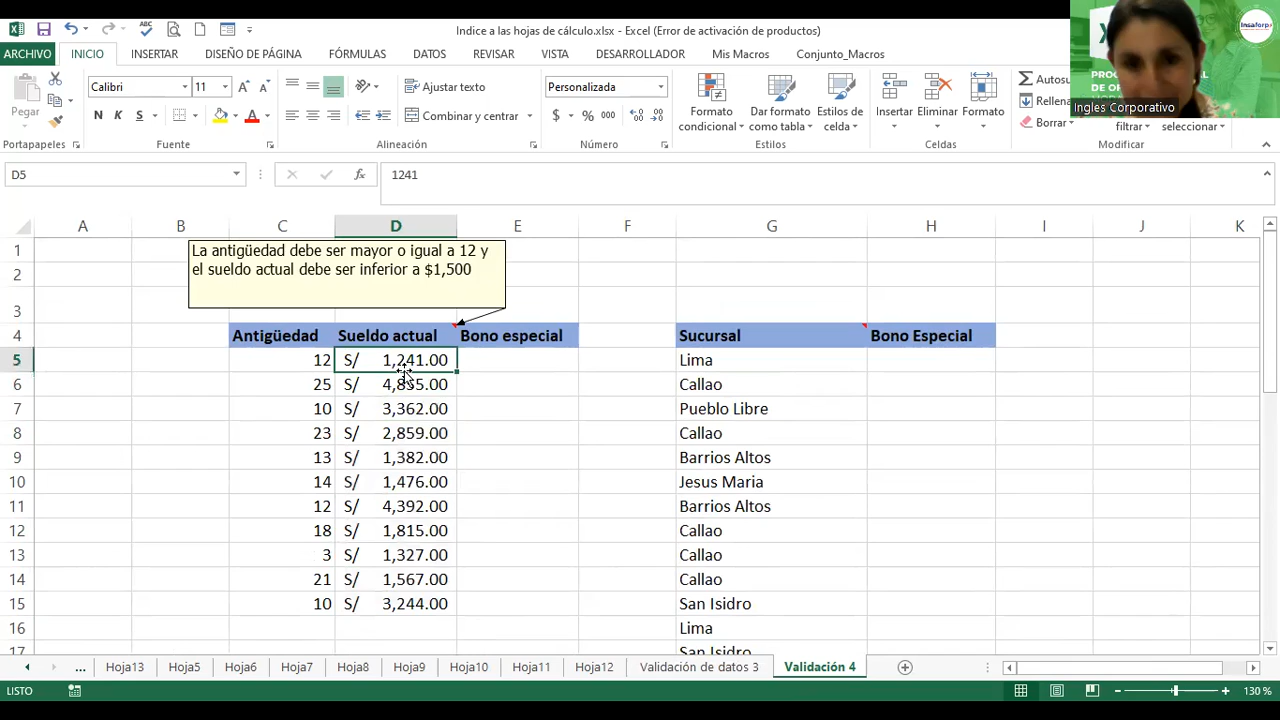 Indice a las hojas de cálculo.xlsx - Excel (Error de activación de productos)
ARCHIVO INICIO INSERTAR DISEÑO DE PÁGINA FÓRMULAS DATOS REVISAR VISTA DESARROLLADOR Mis Macros Conjunto_Macros
Insaforp
Pegar
Calibri 11
N K S
Ajustar texto
Combinar y centrar
Personalizada
$ % 000
Formato condicional
Dar formato como tabla
Estilos de celda
Insertar
Eliminar
Formato
Autosu
Rellena
Borrar
filtrar
seleccionar
Ingles Corporativo
Portapapeles Fuente Alineación Número Estilos Celdas Modificar
D5 fx 1241
A B C D E F G H I J K
1
La antigüedad debe ser mayor o igual a 12 y
2
el sueldo actual debe ser inferior a $1,500
3
4 Antigüedad Sueldo actual Bono especial Sucursal Bono Especial
5 12 S/ 1,241.00 Lima
6 25 S/ 4,835.00 Callao
7 10 S/ 3,362.00 Pueblo Libre
8 23 S/ 2,859.00 Callao
9 13 S/ 1,382.00 Barrios Altos
10 14 S/ 1,476.00 Jesus Maria
11 12 S/ 4,392.00 Barrios Altos
12 18 S/ 1,815.00 Callao
13 3 S/ 1,327.00 Callao
14 21 S/ 1,567.00 Callao
15 10 S/ 3,244.00 San Isidro
16 Lima
17 San Isidro
... Hoja13 Hoja5 Hoja6 Hoja7 Hoja8 Hoja9 Hoja10 Hoja11 Hoja12 Validación de datos 3 Validación 4
LISTO 130 %